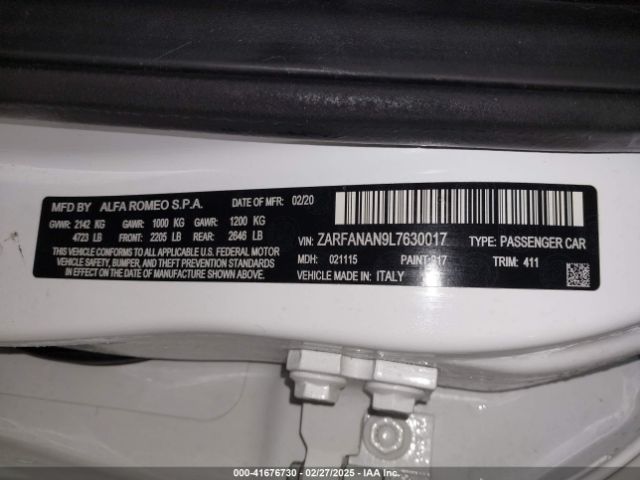 MFD BY ALFA ROMEO S.P.A. DATE OF MFR: 02/20
GVWR: 2142 KG GAWR: 1000 KG GAWR: 1200 KG
4723 LB FRONT: 2205 LB REAR: 2646 LB
THIS VEHICLE CONFORMS TO ALL APPLICABLE U.S. FEDERAL MOTOR
VEHICLE SAFETY, BUMPER, AND THEFT PREVENTION STANDARDS
IN EFFECT ON THE DATE OF MANUFACTURE SHOWN ABOVE.
VIN: ZARFANAN9L7630017 TYPE: PASSENGER CAR
MDH: 021115 PAINT: 217 TRIM: 411
VEHICLE MADE IN: ITALY
000-41676730 / 02/27/2025 / IAA Inc.